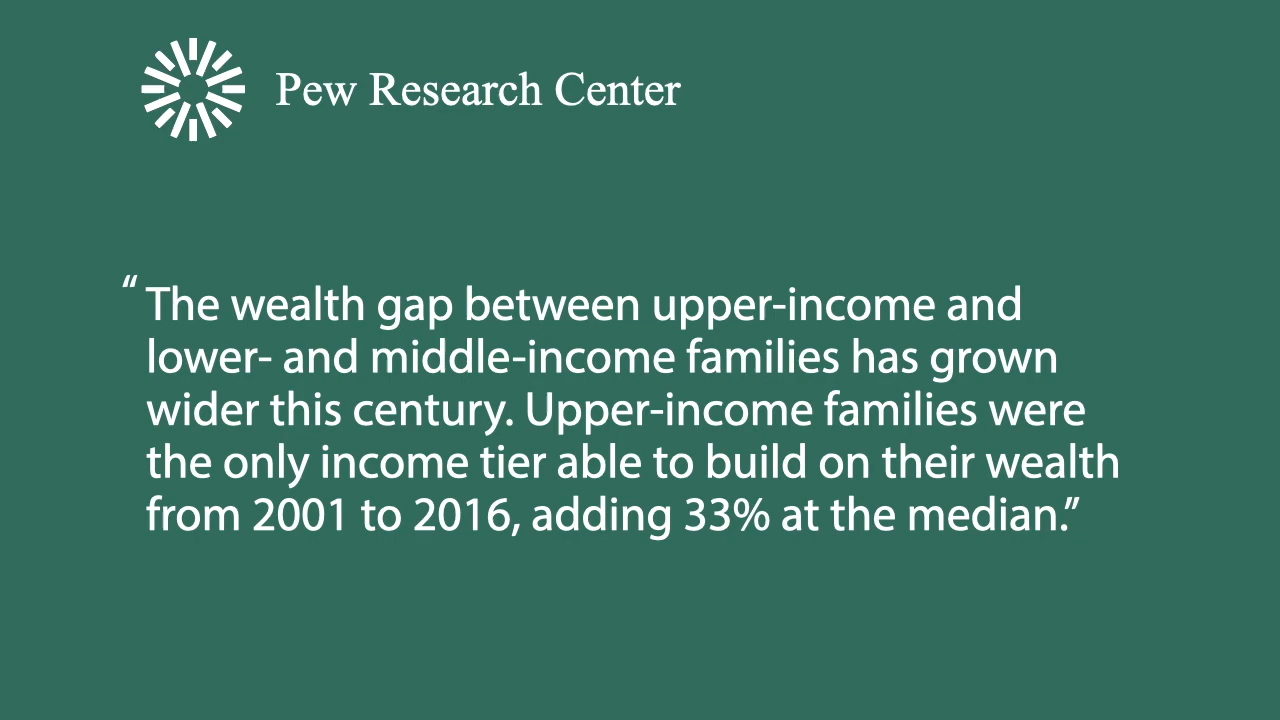 Pew Research Center
“The wealth gap between upper-income and
lower- and middle-income families has grown
wider this century. Upper-income families were
the only income tier able to build on their wealth
from 2001 to 2016, adding 33% at the median.”